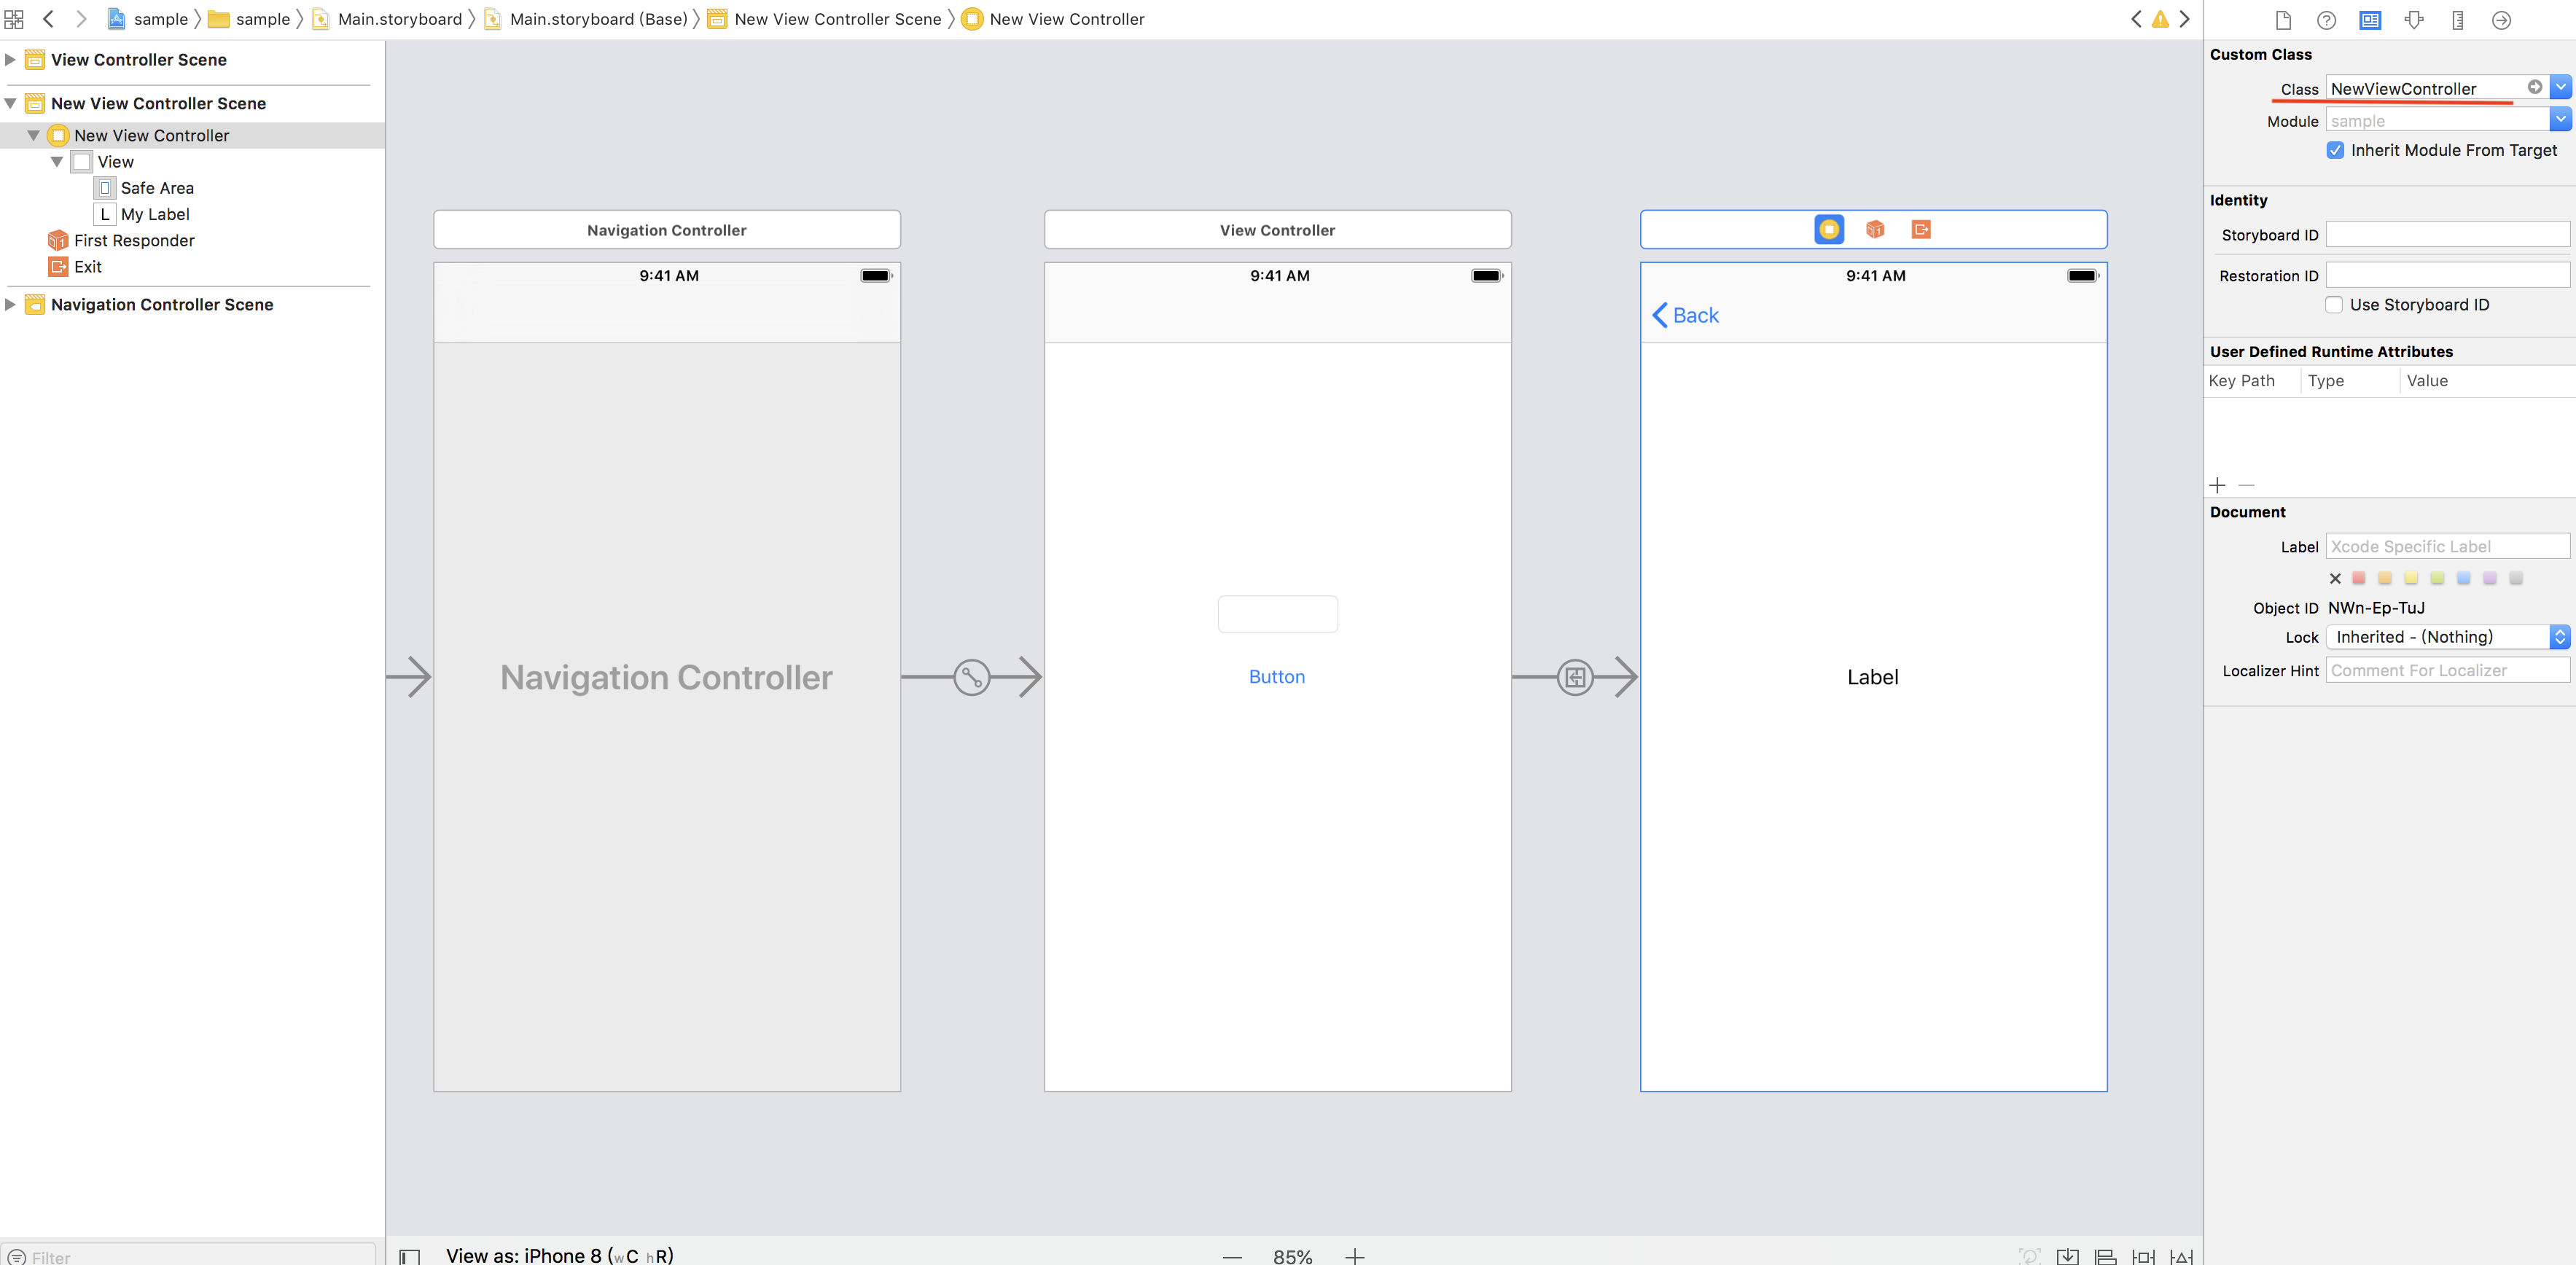 sample sample Main.storyboard Main.storyboard (Base) New View Controller Scene New View Controller
View Controller Scene
New View Controller Scene
New View Controller
View
Safe Area
L My Label
First Responder
Exit
Navigation Controller Scene
Filter
Navigation Controller
9:41 AM
Navigation Controller
View Controller
9:41 AM
Button
9:41 AM
Back
Label
View as: iPhone 8 (wC hR)
85%
Custom Class
Class NewViewController
Module sample
Inherit Module From Target
Identity
Storyboard ID
Restoration ID
Use Storyboard ID
User Defined Runtime Attributes
Key Path Type Value
Document
Label Xcode Specific Label
Object ID NWn-Ep-TuJ
Lock Inherited - (Nothing)
Localizer Hint Comment For Localizer